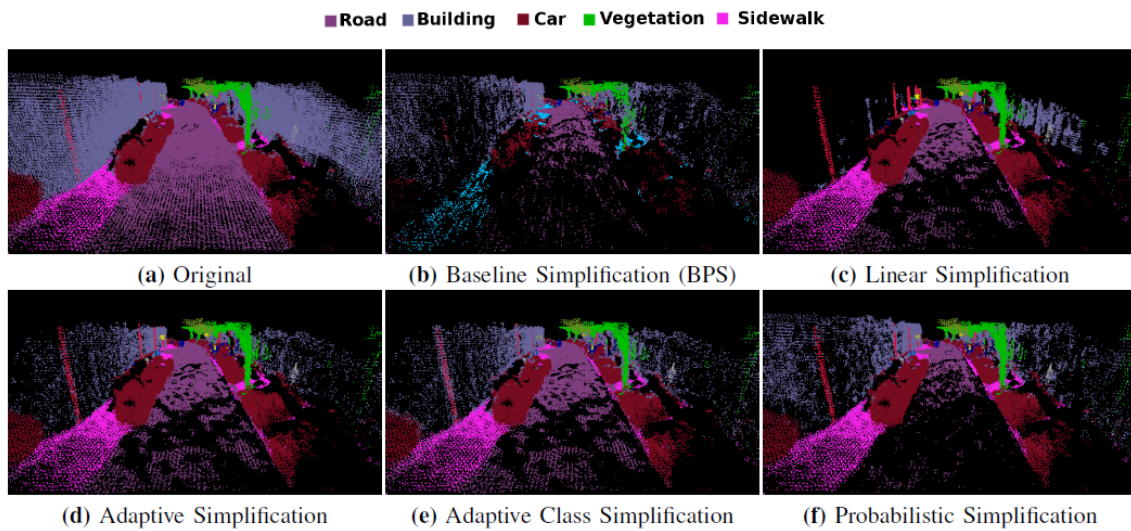 Road Building Car Vegetation Sidewalk
(a) Original
(b) Baseline Simplification (BPS)
(c) Linear Simplification
(d) Adaptive Simplification
(e) Adaptive Class Simplification
(f) Probabilistic Simplification